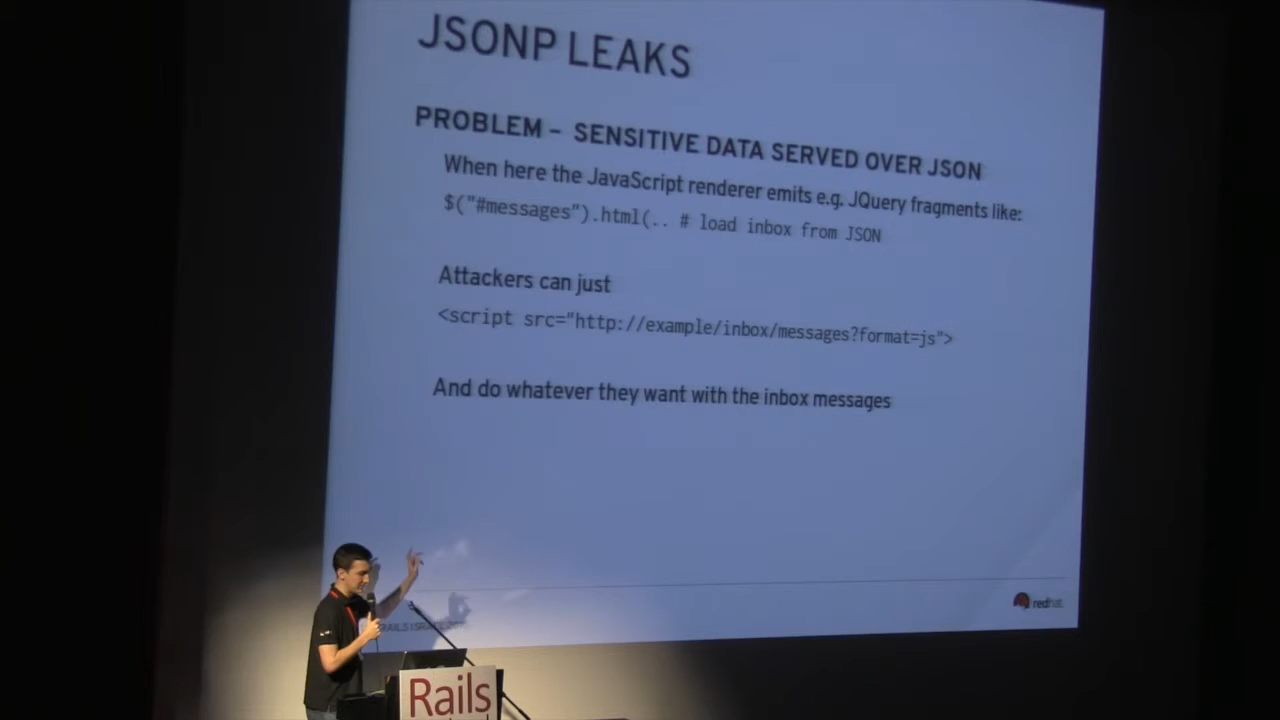 JSONP LEAKS
PROBLEM – SENSITIVE DATA SERVED OVER JSON
When here the JavaScript renderer emits e.g. JQuery fragments like:
$("#messages").html(.. # load inbox from JSON
Attackers can just
<script src="http://example/inbox/messages?format=js">
And do whatever they want with the inbox messages
redhat
Rails